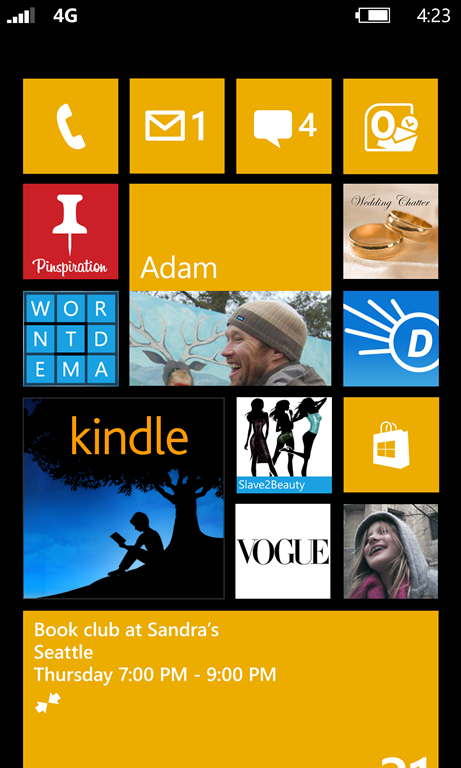 4G
4:23
1
4
O
Pinspiration
Adam
Wedding Chatter
W O R
N T D
E M A
D
kindle
Slave2Beauty
VOGUE
Book club at Sandra's
Seattle
Thursday 7:00 PM - 9:00 PM
21